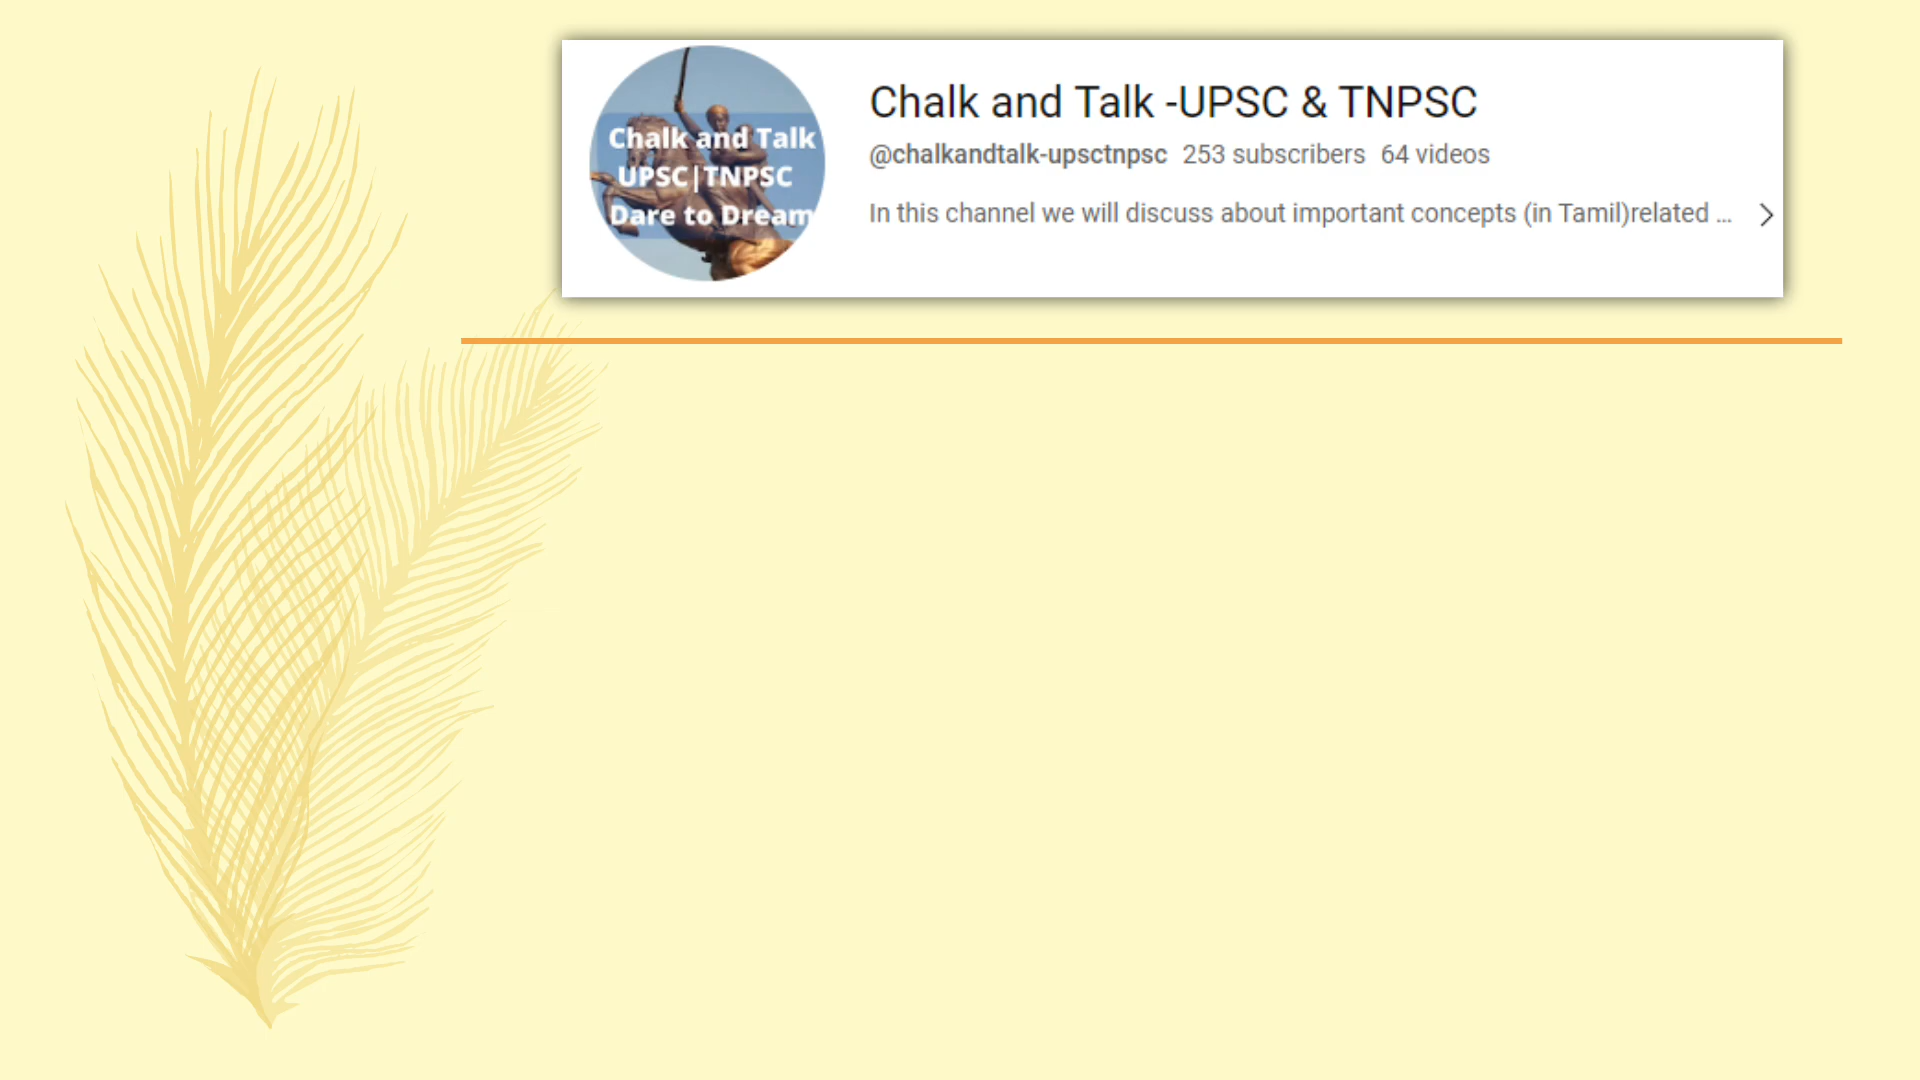 Chalk and Talk
UPSC|TNPSC
Dare to Dream
Chalk and Talk -UPSC & TNPSC
@chalkandtalk-upsctnpsc 253 subscribers 64 videos
In this channel we will discuss about important concepts (in Tamil)related ...